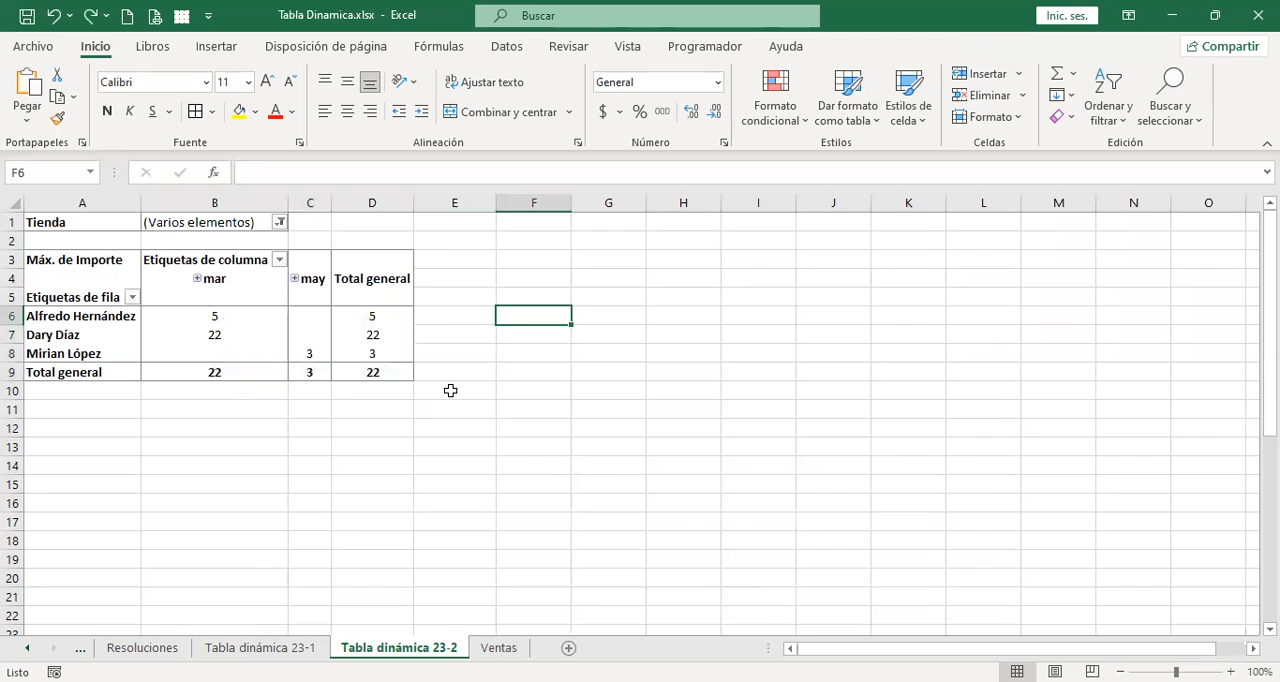 Tabla Dinamica.xlsx - Excel
Buscar
Inic. ses.
Archivo Inicio Libros Insertar Disposición de página Fórmulas Datos Revisar Vista Programador Ayuda
Compartir
Pegar
Calibri 11
N K S
Ajustar texto
Combinar y centrar
General
$ % 000
Formato condicional
Dar formato como tabla
Estilos de celda
Insertar
Eliminar
Formato
Ordenar y filtrar
Buscar y seleccionar
Portapapeles Fuente Alineación Número Estilos Celdas Edición
F6 fx
A B C D E F G H I J K L M N O
1 Tienda (Varios elementos)
2
3 Máx. de Importe Etiquetas de columna
4 mar may Total general
5 Etiquetas de fila
6 Alfredo Hernández 5 5
7 Dary Díaz 22 22
8 Mirian López 3 3
9 Total general 22 3 22
10
11
12
13
14
15
16
17
18
19
20
21
22
23
... Resoluciones Tabla dinámica 23-1 Tabla dinámica 23-2 Ventas
Listo 100%